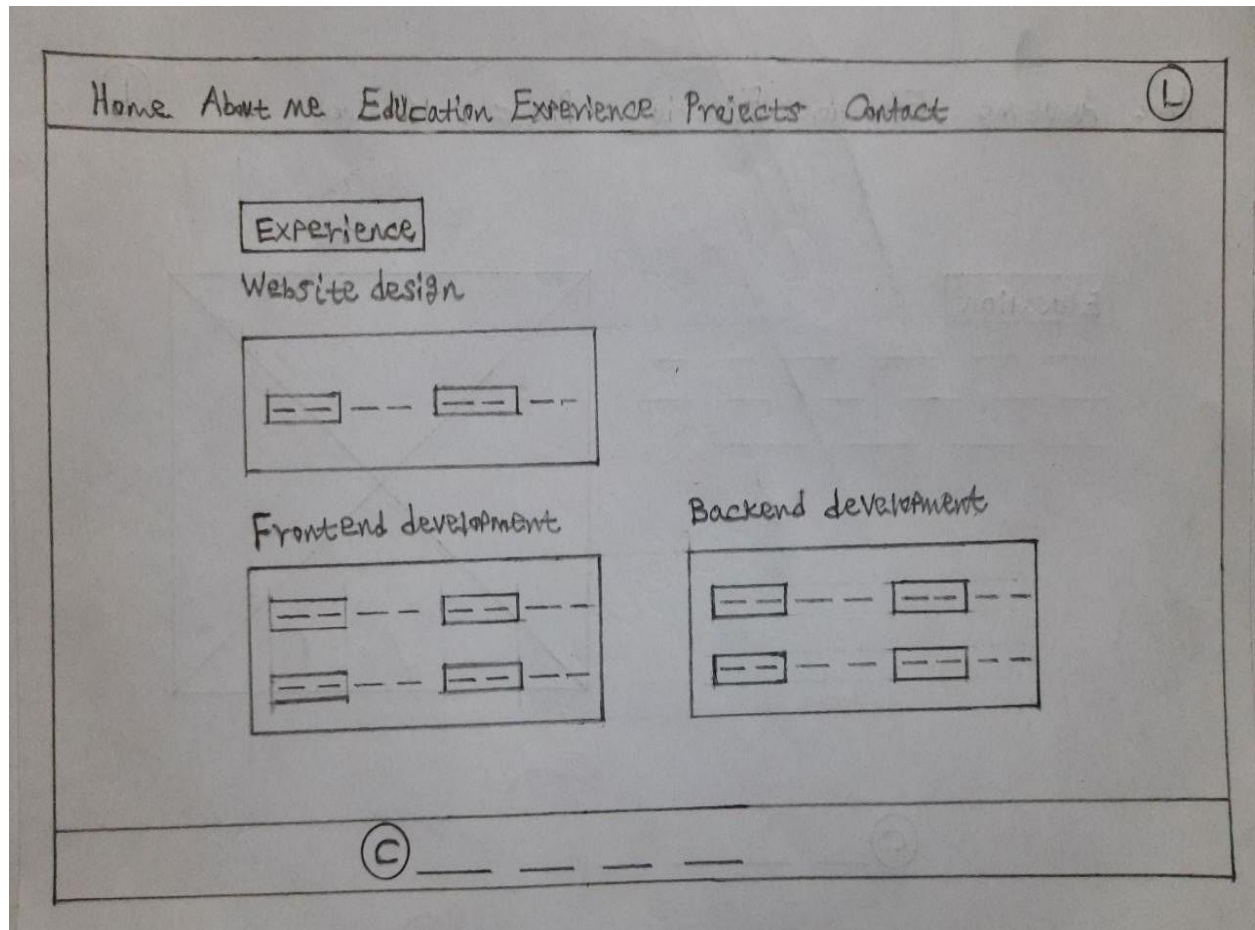 Home About me Education Experience Projects Contact L
Experience
Website design
Frontend development
Backend development
©